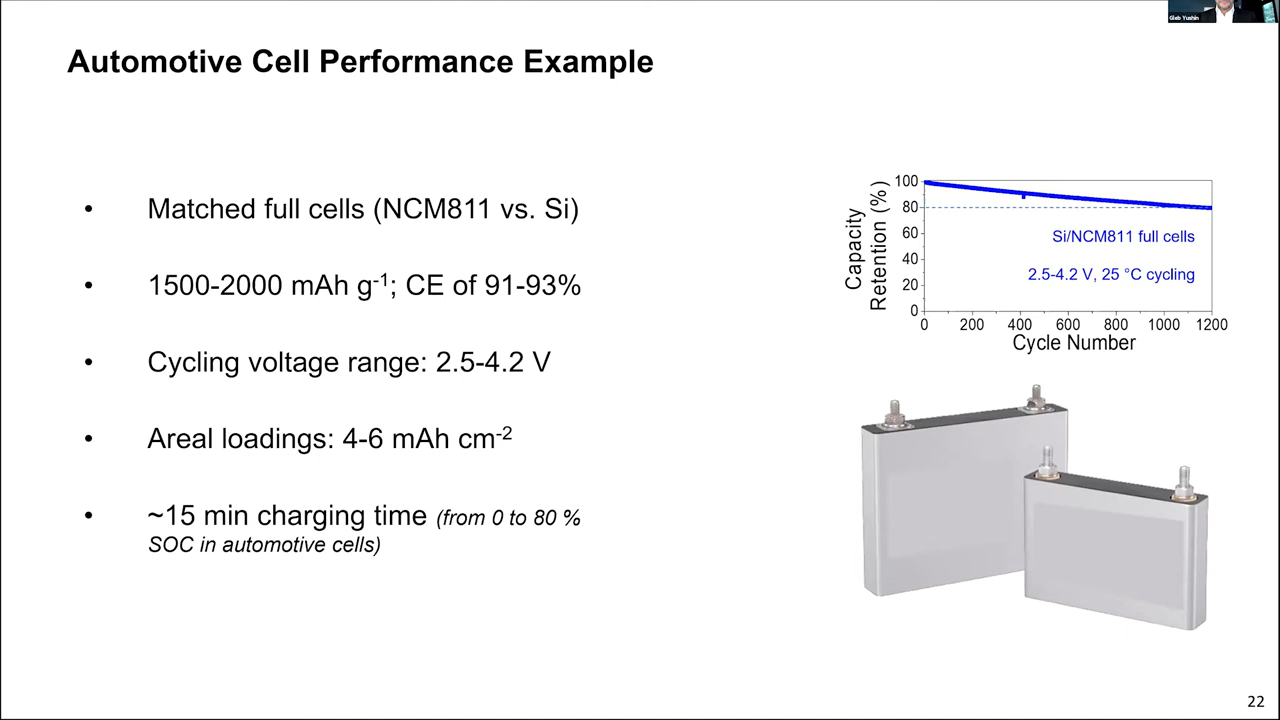 Gleb Yushin
Automotive Cell Performance Example
• Matched full cells (NCM811 vs. Si)
• 1500-2000 mAh g⁻¹; CE of 91-93%
• Cycling voltage range: 2.5-4.2 V
• Areal loadings: 4-6 mAh cm⁻²
• ~15 min charging time (from 0 to 80 %
SOC in automotive cells)
Capacity
Retention (%)
100
80
60
40
20
0
Si/NCM811 full cells
2.5-4.2 V, 25 °C cycling
0 200 400 600 800 1000 1200
Cycle Number
22